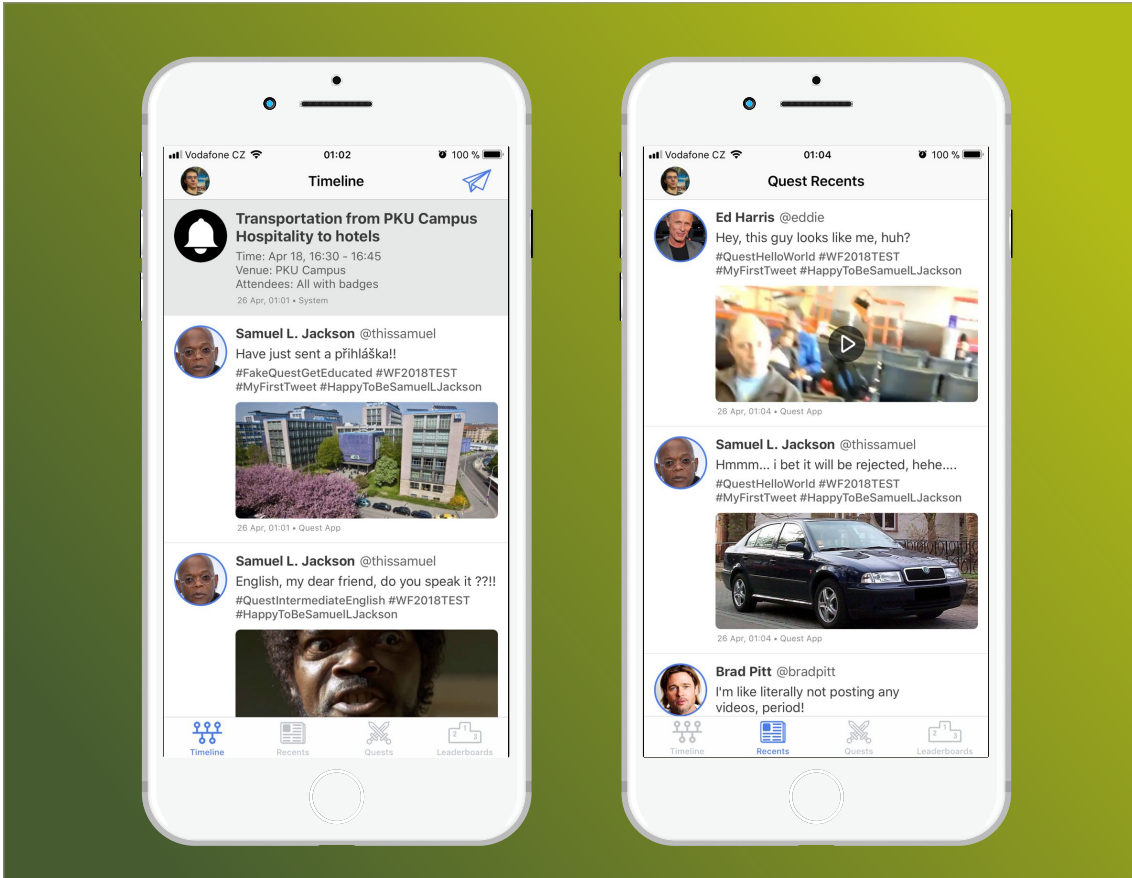 Vodafone CZ 01:02 100 %
Timeline
Transportation from PKU Campus
Hospitality to hotels
Time: Apr 18, 16:30 - 16:45
Venue: PKU Campus
Attendees: All with badges
26 Apr, 01:01 • System
Samuel L. Jackson @thissamuel
Have just sent a přihláška!!
#FakeQuestGetEducated #WF2018TEST
#MyFirstTweet #HappyToBeSamuelLJackson
26 Apr, 01:01 • Quest App
Samuel L. Jackson @thissamuel
English, my dear friend, do you speak it ??!!
#QuestIntermediateEnglish #WF2018TEST
#HappyToBeSamuelLJackson
Timeline Recents Quests 2 1 3 Leaderboards
Vodafone CZ 01:04 100 %
Quest Recents
Ed Harris @eddie
Hey, this guy looks like me, huh?
#QuestHelloWorld #WF2018TEST
#MyFirstTweet #HappyToBeSamuelLJackson
26 Apr, 01:04 • Quest App
Samuel L. Jackson @thissamuel
Hmmm... i bet it will be rejected, hehe....
#QuestHelloWorld #WF2018TEST
#MyFirstTweet #HappyToBeSamuelLJackson
26 Apr, 01:04 • Quest App
Brad Pitt @bradpitt
I'm like literally not posting any
videos, period!
Timeline Recents Quests 2 1 3 Leaderboards